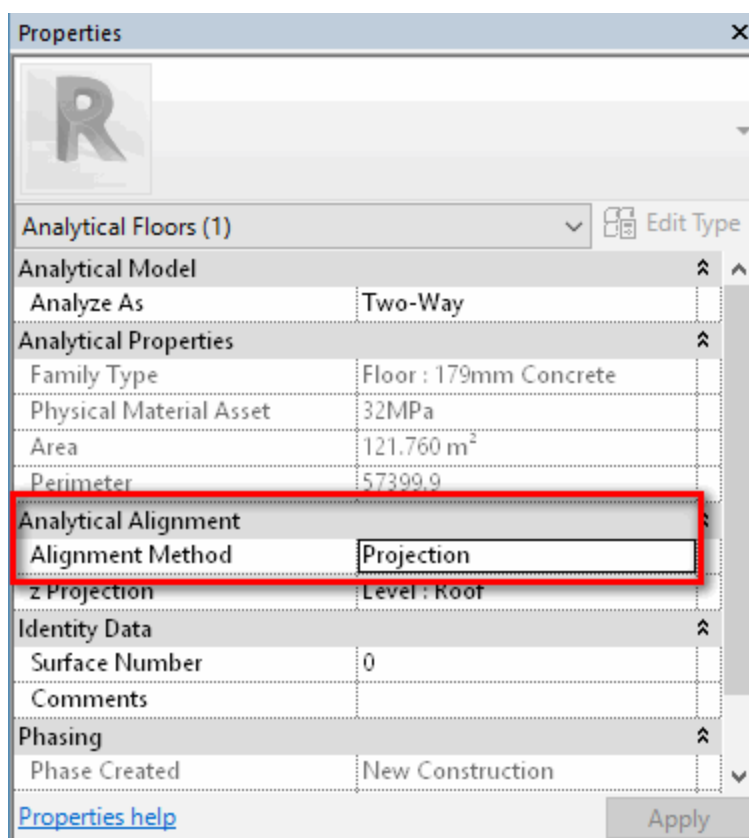 Properties
Analytical Floors (1) Edit Type
Analytical Model
Analyze As Two-Way
Analytical Properties
Family Type Floor : 179mm Concrete
Physical Material Asset 32MPa
Area 121.760 m²
Perimeter 57399.9
Analytical Alignment
Alignment Method Projection
z Projection Level : Roof
Identity Data
Surface Number 0
Comments
Phasing
Phase Created New Construction
Properties help Apply